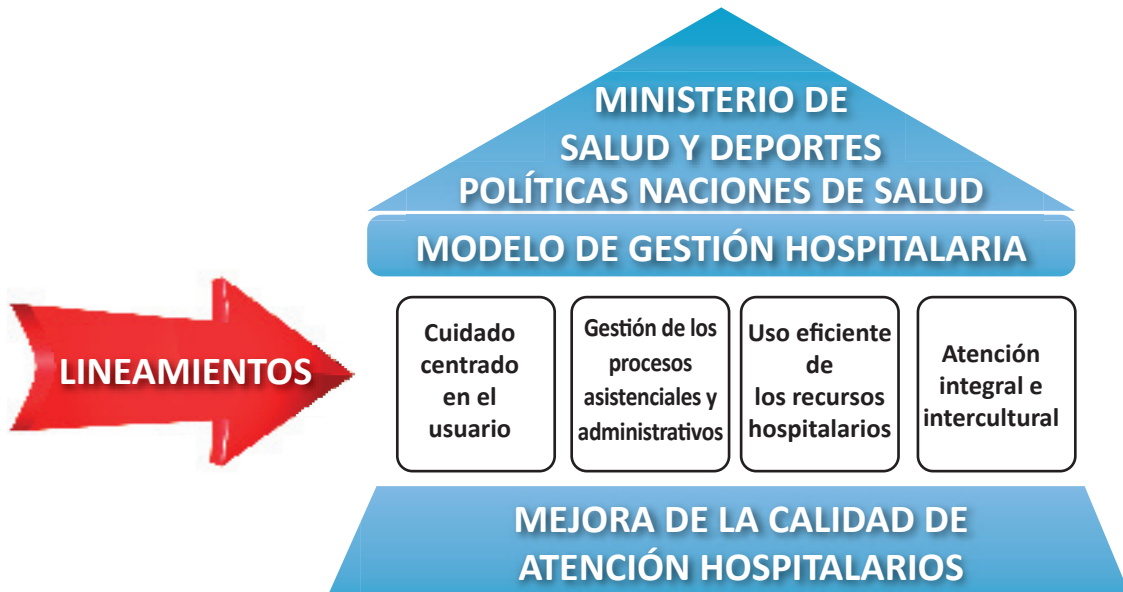 MINISTERIO DE
SALUD Y DEPORTES
POLÍTICAS NACIONES DE SALUD
MODELO DE GESTIÓN HOSPITALARIA
LINEAMIENTOS
Cuidado
centrado
en el
usuario
Gestión de los
procesos
asistenciales y
administrativos
Uso eficiente
de
los recursos
hospitalarios
Atención
integral e
intercultural
MEJORA DE LA CALIDAD DE
ATENCIÓN HOSPITALARIOS